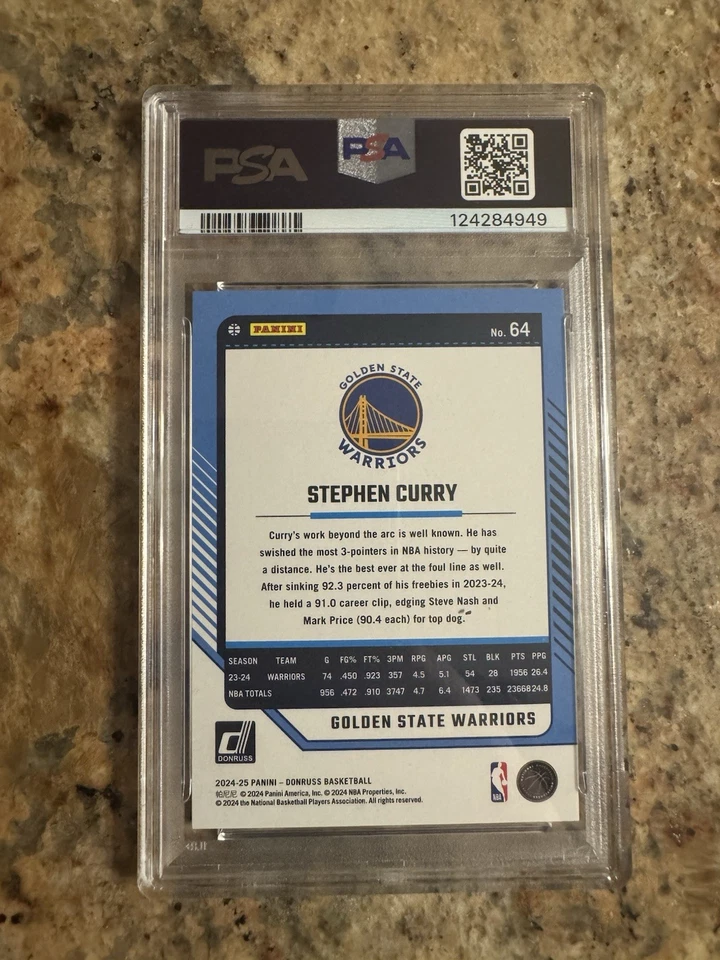 PSA PSA
124284949
PANINI No. 64
GOLDEN STATE
WARRIORS
STEPHEN CURRY
Curry's work beyond the arc is well known. He has
swished the most 3-pointers in NBA history — by quite
a distance. He's the best ever at the foul line as well.
After sinking 92.3 percent of his freebies in 2023-24,
he held a 91.0 career clip, edging Steve Nash and
Mark Price (90.4 each) for top dog.
SEASON TEAM G FG% FT% 3PM RPG APG STL BLK PTS PPG
23-24 WARRIORS 74 .450 .923 357 4.5 5.1 54 28 1956 26.4
NBA TOTALS 956 .472 .910 3747 4.7 6.4 1473 235 23668 24.8
GOLDEN STATE WARRIORS
d
DONRUSS
2024-25 PANINI – DONRUSS BASKETBALL
帕尼尼 © 2024 Panini America, Inc. © 2024 NBA Properties, Inc.
© 2024 the National Basketball Players Association. All rights reserved.
NBA